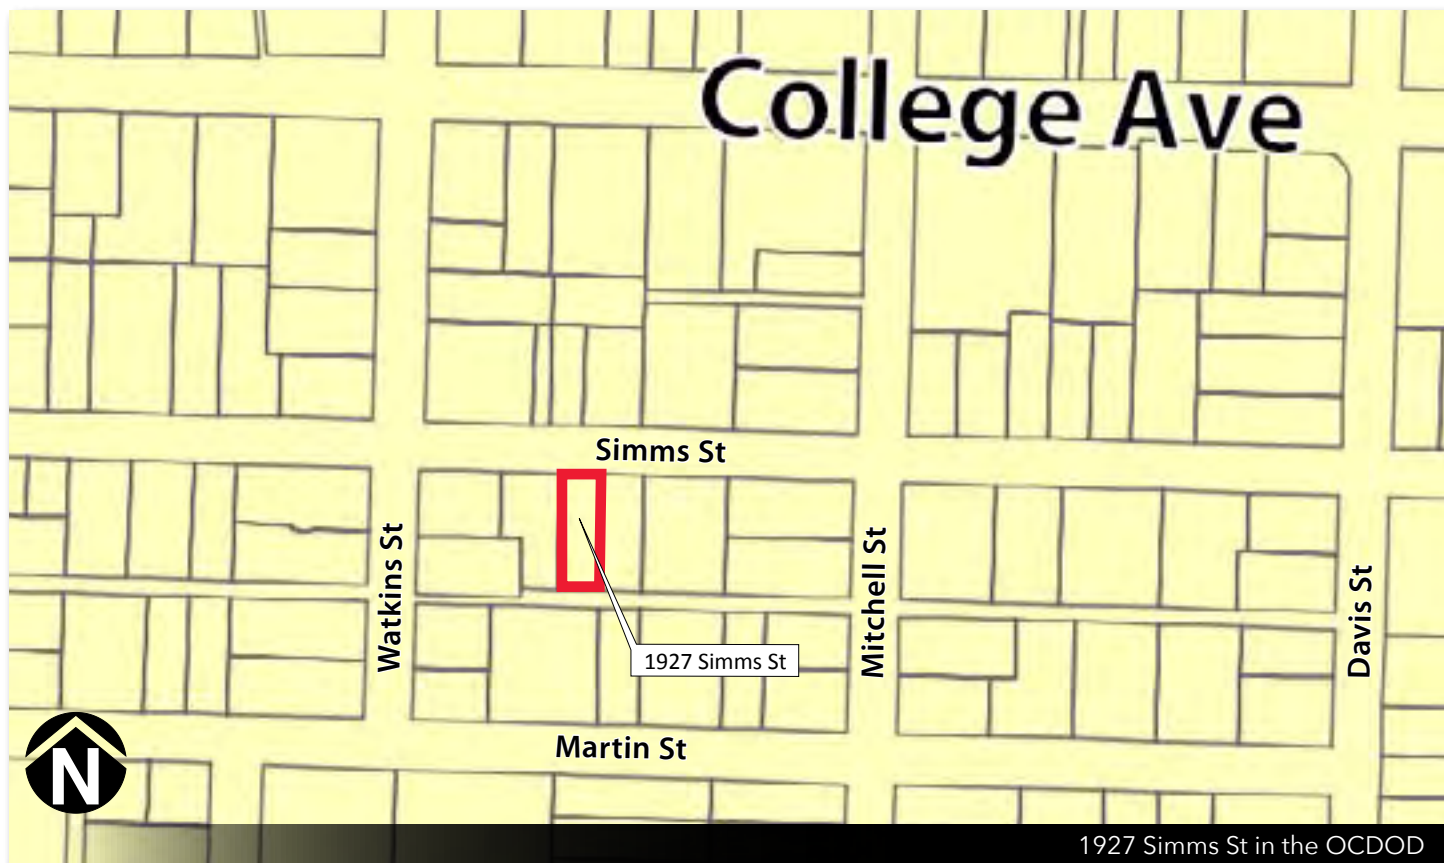 College Ave
Simms St
Watkins St
Mitchell St
Davis St
1927 Simms St
Martin St
N
1927 Simms St in the OCDOD